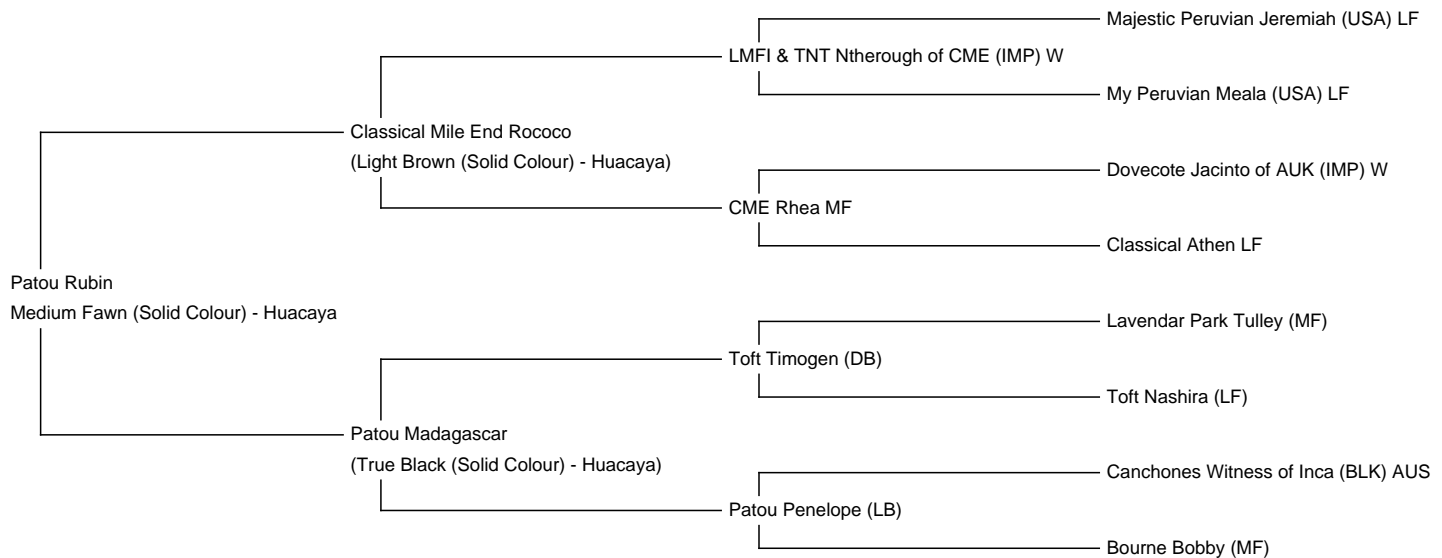 Majestic Peruvian Jeremiah (USA) LF
LMFI & TNT Ntherough of CME (IMP) W
My Peruvian Meala (USA) LF
Classical Mile End Rococo
(Light Brown (Solid Colour) - Huacaya)
Dovecote Jacinto of AUK (IMP) W
CME Rhea MF
Classical Athen LF
Patou Rubin
Medium Fawn (Solid Colour) - Huacaya
Lavendar Park Tulley (MF)
Toft Timogen (DB)
Toft Nashira (LF)
Patou Madagascar
(True Black (Solid Colour) - Huacaya)
Canchones Witness of Inca (BLK) AUS
Patou Penelope (LB)
Bourne Bobby (MF)